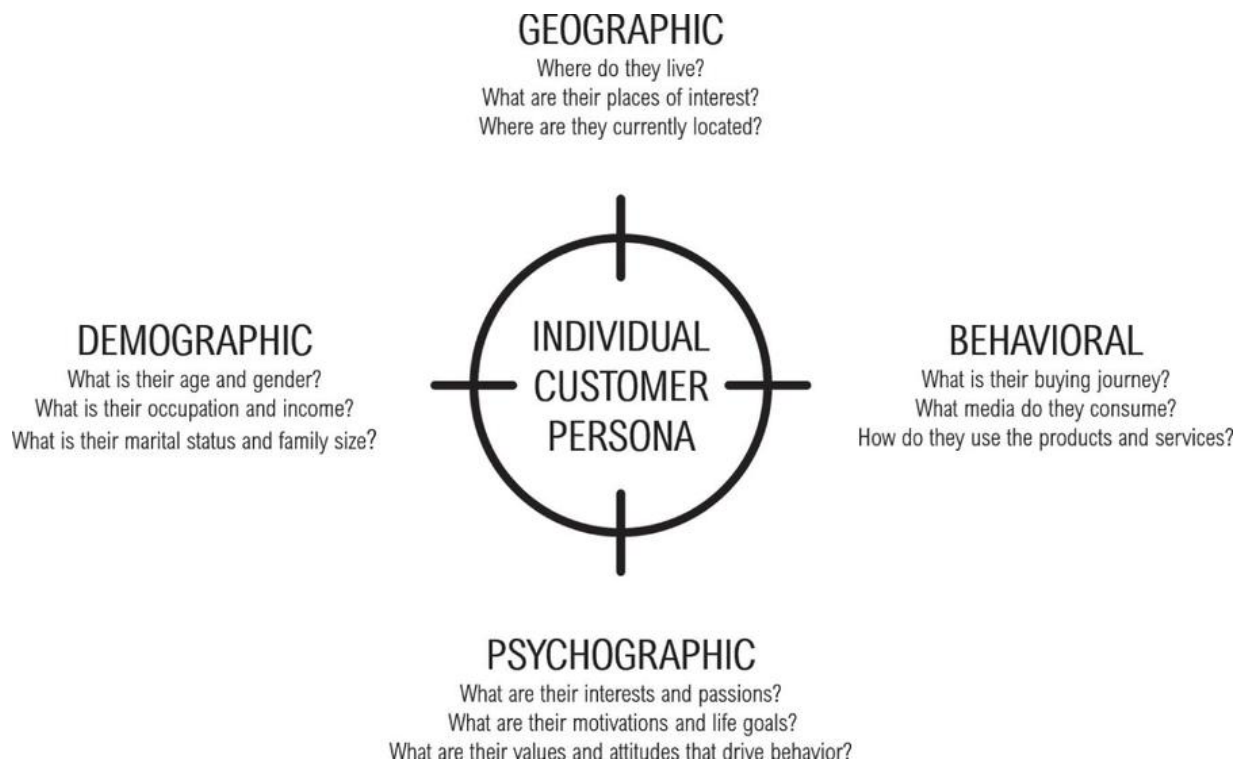 GEOGRAPHIC
Where do they live?
What are their places of interest?
Where are they currently located?
DEMOGRAPHIC
What is their age and gender?
What is their occupation and income?
What is their marital status and family size?
INDIVIDUAL
CUSTOMER
PERSONA
BEHAVIORAL
What is their buying journey?
What media do they consume?
How do they use the products and services?
PSYCHOGRAPHIC
What are their interests and passions?
What are their motivations and life goals?
What are their values and attitudes that drive behavior?